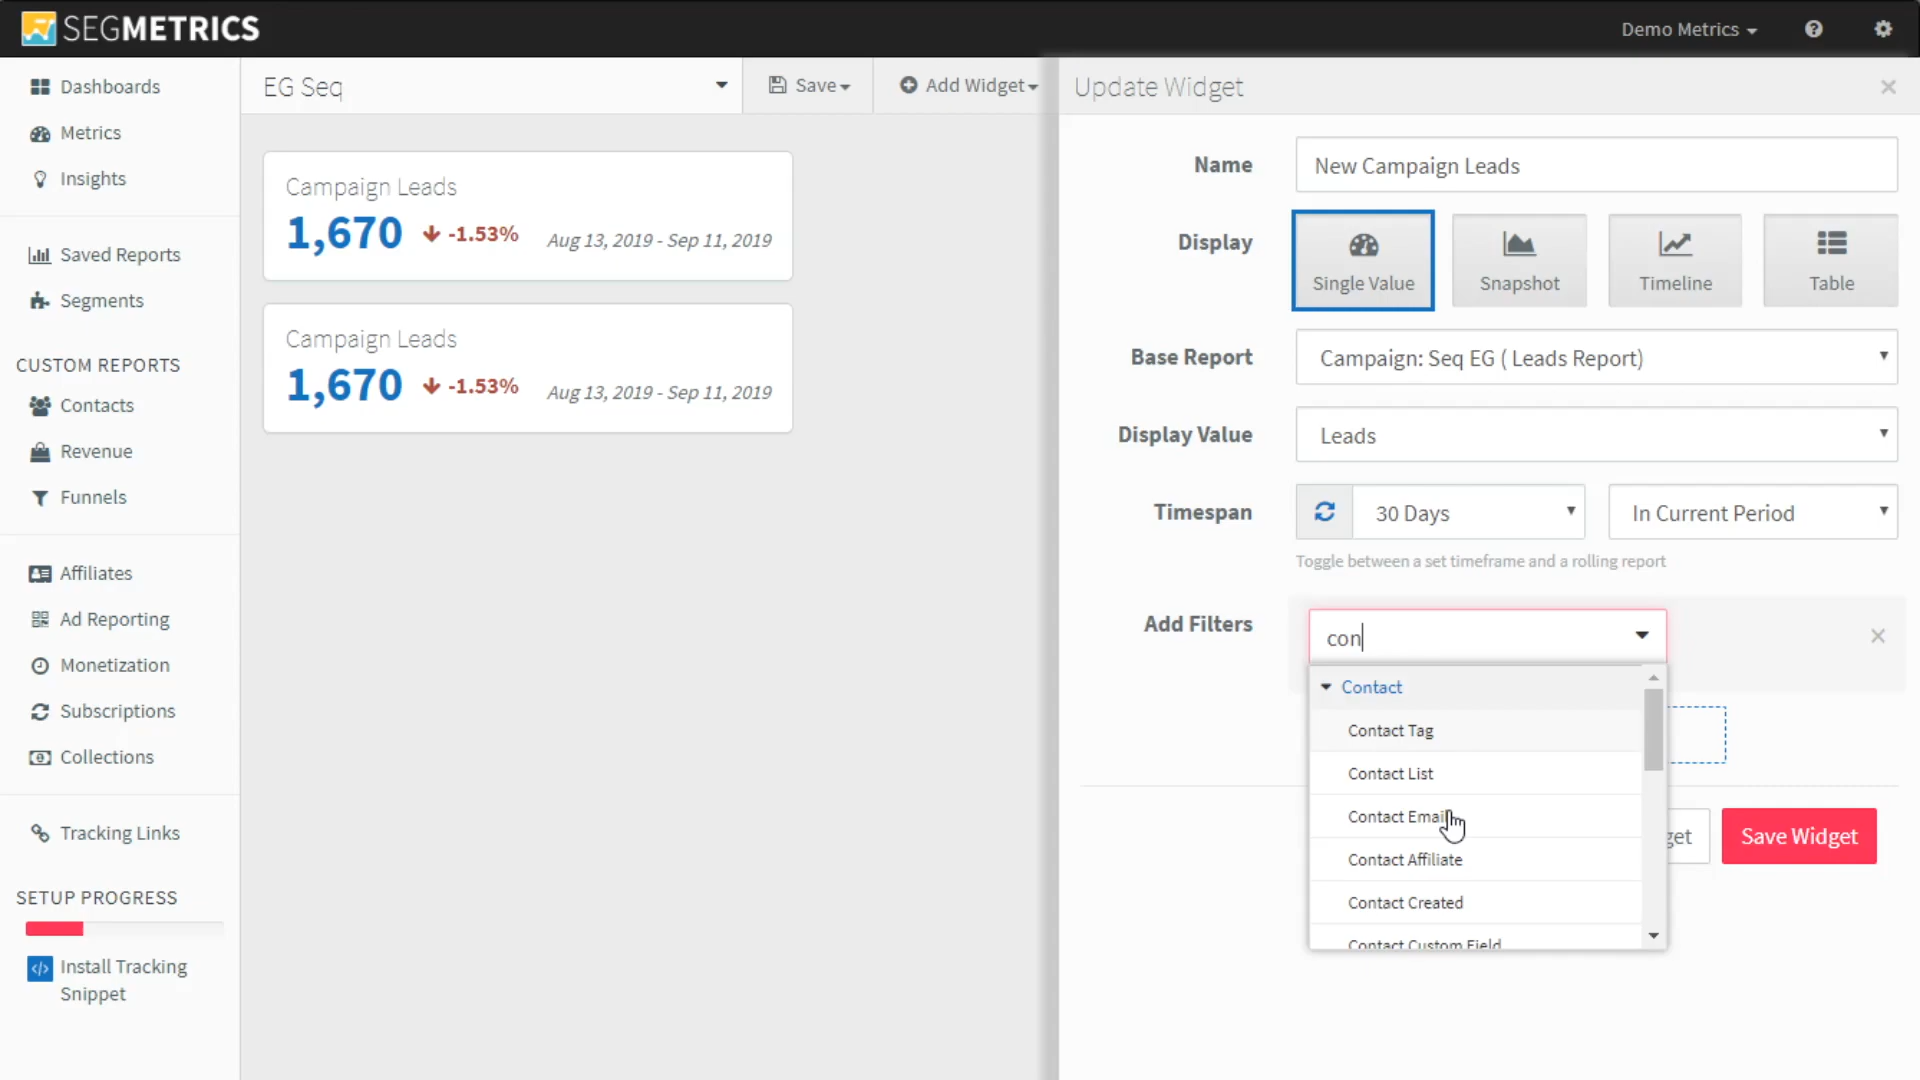 SEGMETRICS
Demo Metrics
Dashboards
Metrics
Insights
Saved Reports
Segments
CUSTOM REPORTS
Contacts
Revenue
Funnels
Affiliates
Ad Reporting
Monetization
Subscriptions
Collections
Tracking Links
SETUP PROGRESS
Install Tracking
Snippet
EG Seq
Save
Add Widget
Campaign Leads
1,670
-1.53%
Aug 13, 2019 - Sep 11, 2019
Campaign Leads
1,670
-1.53%
Aug 13, 2019 - Sep 11, 2019
Update Widget
Name
New Campaign Leads
Display
Single Value
Snapshot
Timeline
Table
Base Report
Campaign: Seq EG ( Leads Report)
Display Value
Leads
Timespan
30 Days
In Current Period
Toggle between a set timeframe and a rolling report
Add Filters
con
Contact
Contact Tag
Contact List
Contact Email
Contact Affiliate
Contact Created
Contact Custom Field
get
Save Widget